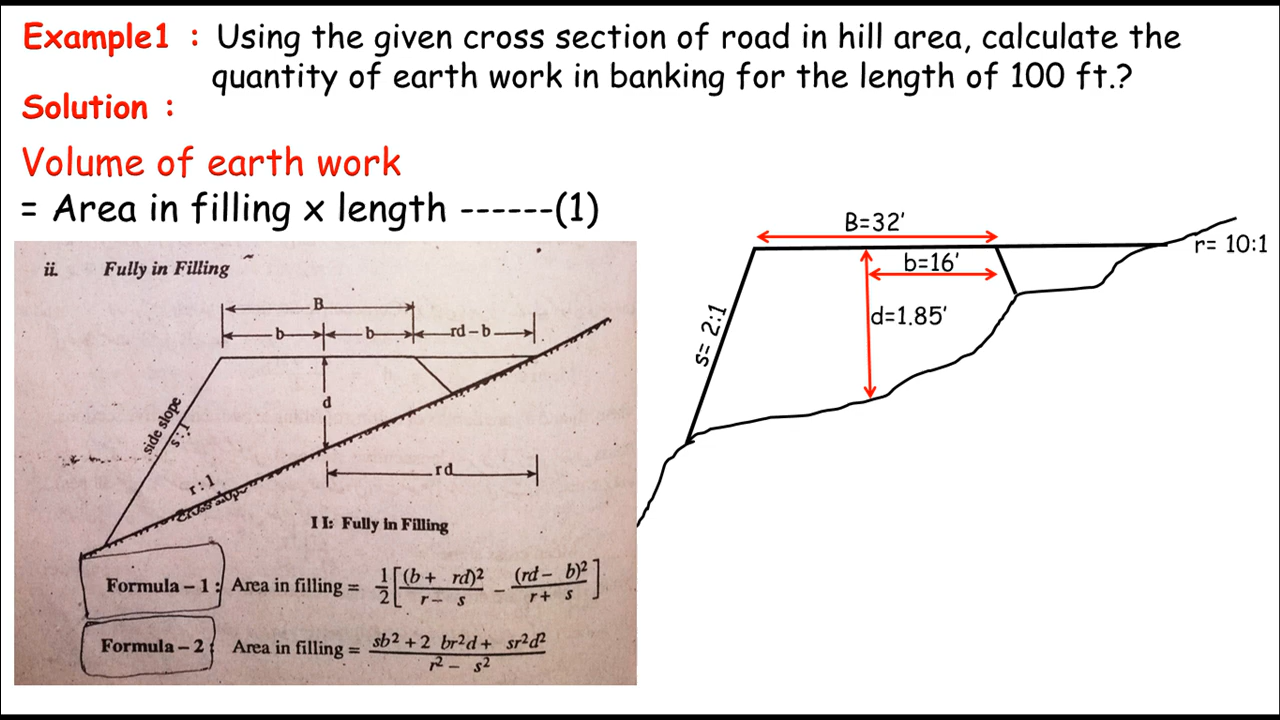 Example1 : Using the given cross section of road in hill area, calculate the
quantity of earth work in banking for the length of 100 ft.?
Solution :
Volume of earth work
= Area in filling x length ------(1)
ii. Fully in Filling
B
b b rd-b
d
side slope
s:1
r:1
rd
II: Fully in Filling
Formula-1: Area in filling = 1/2[(b+ rd)²/r- s - (rd- b)²/r+ s]
Formula-2: Area in filling = sb²+2 br²d+ sr²d²/r²- s²
B=32'
r= 10:1
b=16'
d=1.85'
s= 2:1